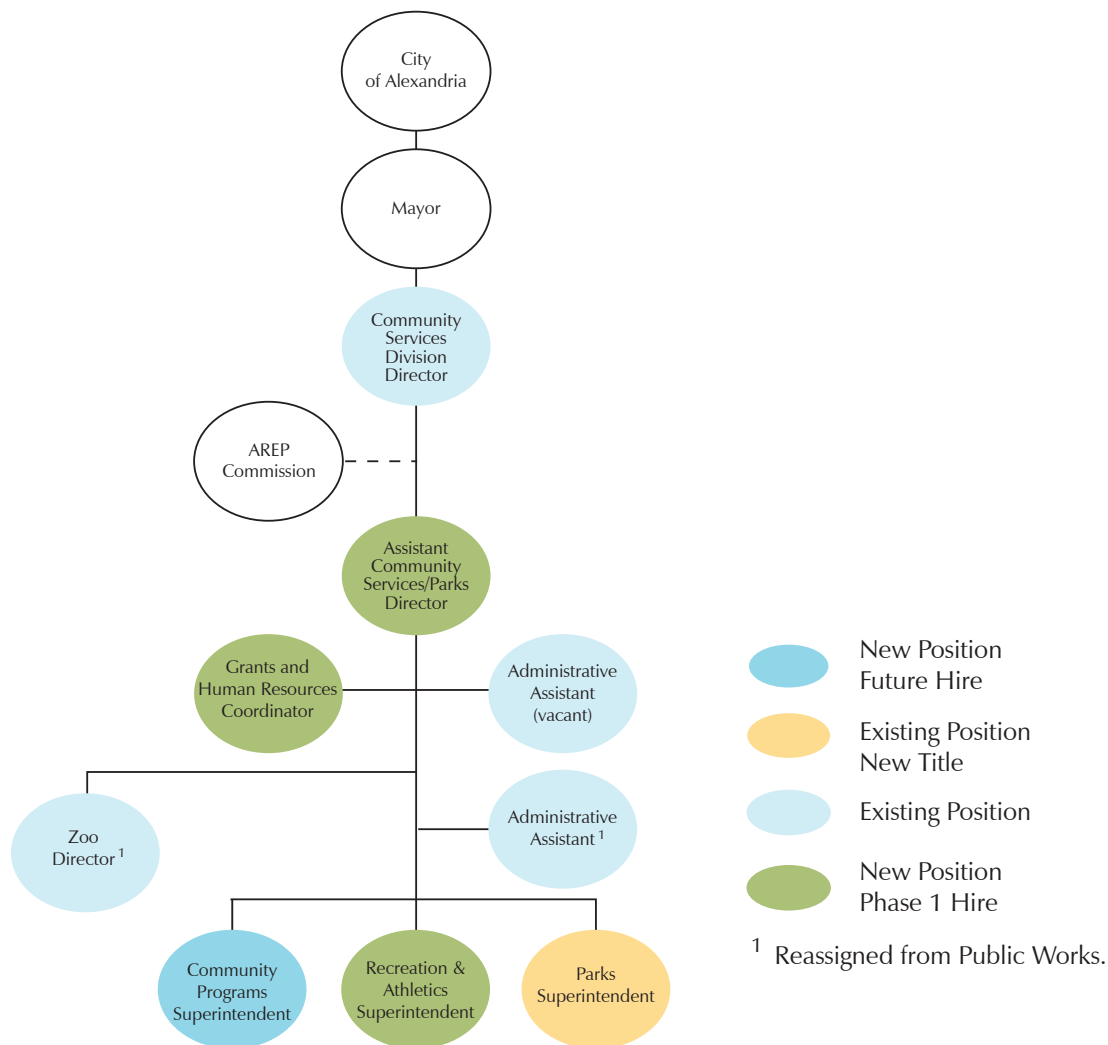 City
of Alexandria
Mayor
Community
Services
Division
Director
AREP
Commission
Assistant
Community
Services/Parks
Director
Grants and
Human Resources
Coordinator
Administrative
Assistant
(vacant)
Zoo
Director 1
Administrative
Assistant 1
Community
Programs
Superintendent
Recreation &
Athletics
Superintendent
Parks
Superintendent
New Position
Future Hire
Existing Position
New Title
Existing Position
New Position
Phase 1 Hire
1 Reassigned from Public Works.